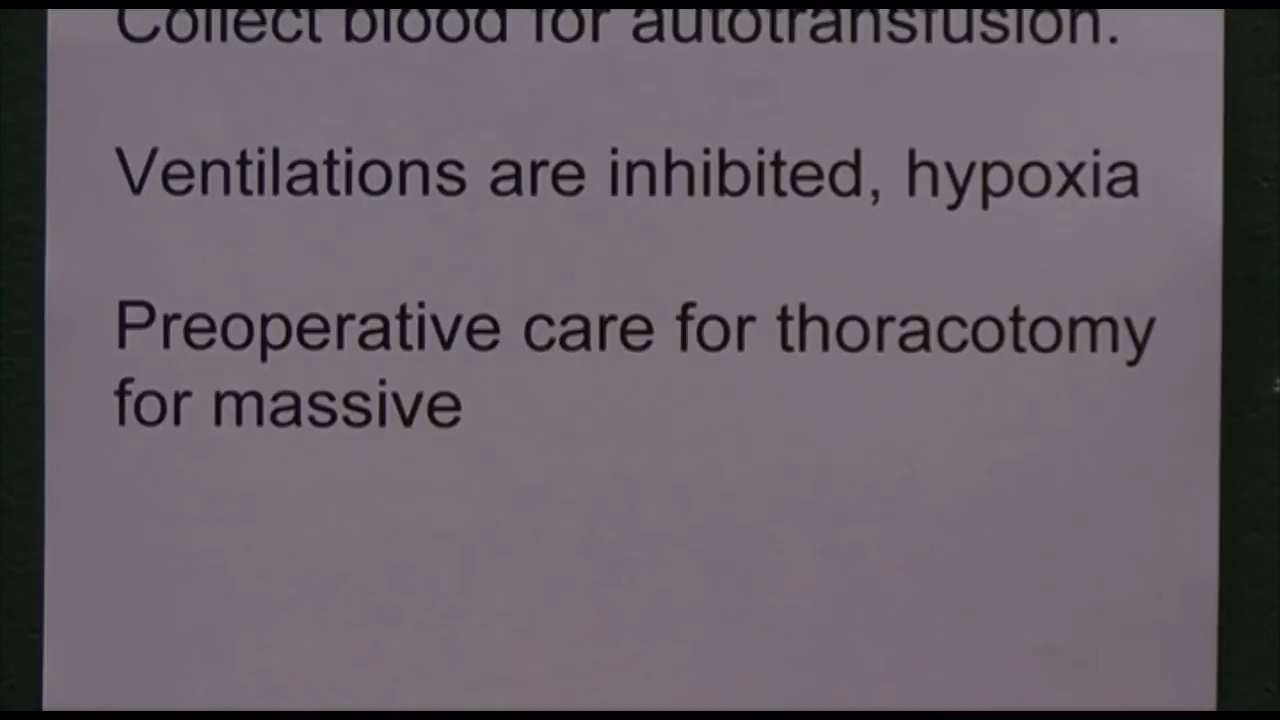 Collect blood for autotransfusion.
Ventilations are inhibited, hypoxia
Preoperative care for thoracotomy
for massive